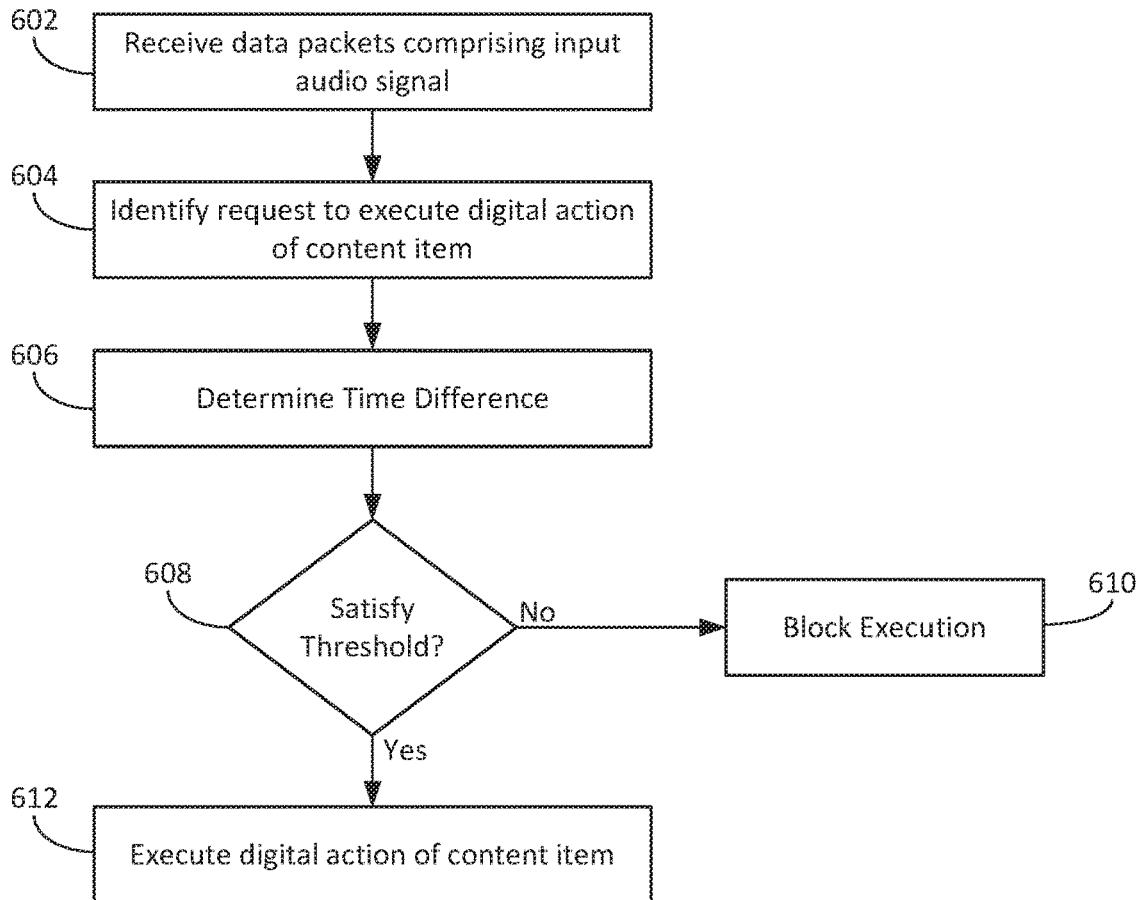 602
Receive data packets comprising input
audio signal
604
Identify request to execute digital action
of content item
606
Determine Time Difference
608
Satisfy
Threshold?
No
610
Block Execution
Yes
612
Execute digital action of content item